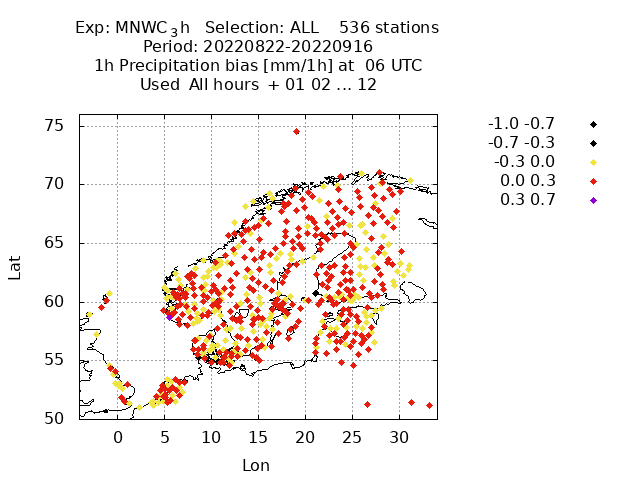 Exp: MNWC₃h Selection: ALL 536 stations
Period: 20220822-20220916
1h Precipitation bias [mm/1h] at 06 UTC
Used All hours + 01 02 ... 12
-1.0 -0.7
-0.7 -0.3
-0.3 0.0
0.0 0.3
0.3 0.7
75
70
65
60
55
50
Lat
0 5 10 15 20 25 30
Lon